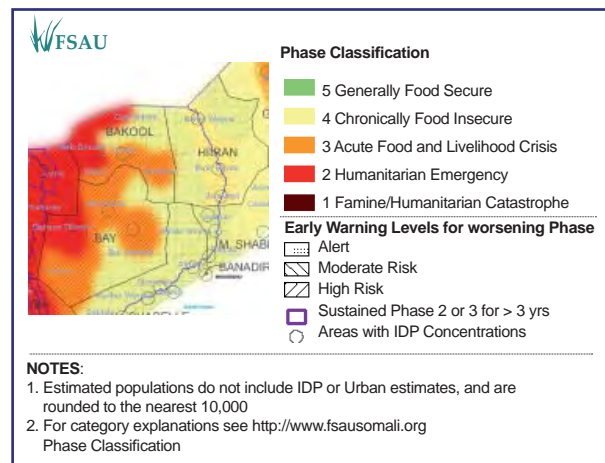 FSAU
Phase Classification
5 Generally Food Secure
4 Chronically Food Insecure
3 Acute Food and Livelihood Crisis
2 Humanitarian Emergency
1 Famine/Humanitarian Catastrophe
Early Warning Levels for worsening Phase
Alert
Moderate Risk
High Risk
Sustained Phase 2 or 3 for > 3 yrs
Areas with IDP Concentrations
BAKOOL
HIIRAN
BAY
M. SHAB
BANADIR
NOTES:
1. Estimated populations do not include IDP or Urban estimates, and are
rounded to the nearest 10,000
2. For category explanations see http://www.fsausomali.org
Phase Classification